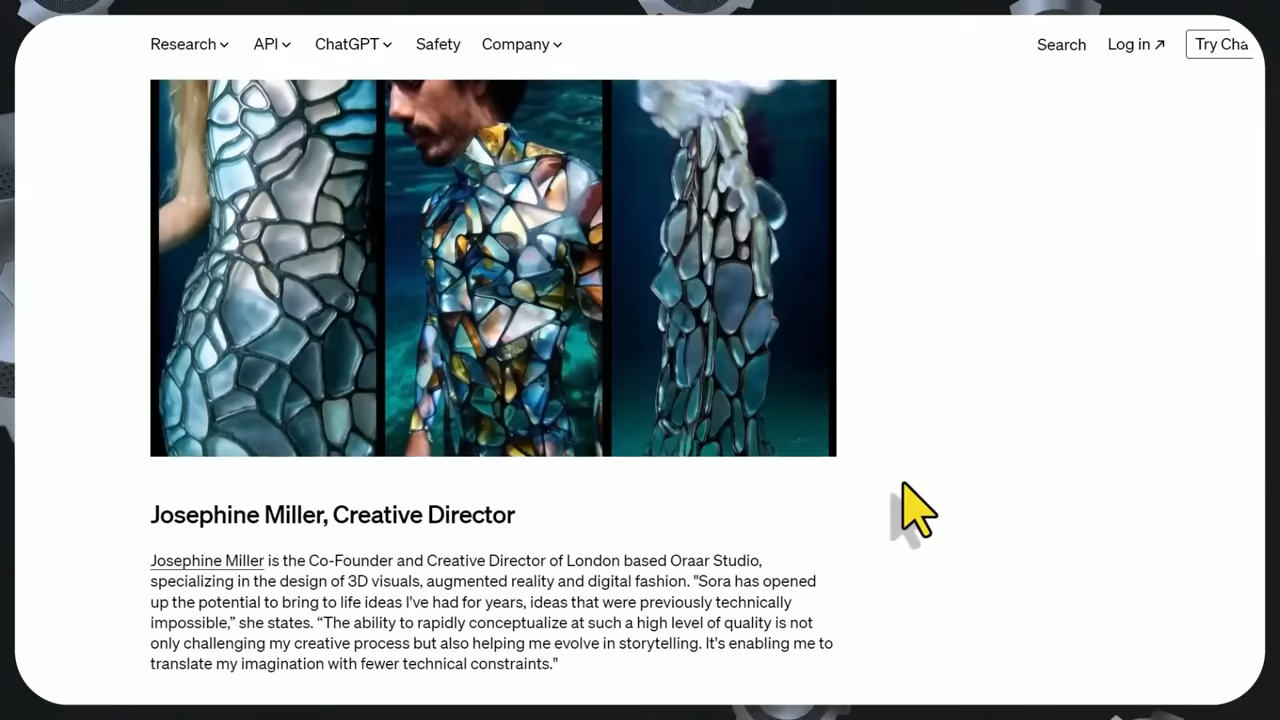 Research API ChatGPT Safety Company Search Log in ↗ Try Cha
Josephine Miller, Creative Director
Josephine Miller is the Co-Founder and Creative Director of London based Oraar Studio,
specializing in the design of 3D visuals, augmented reality and digital fashion. "Sora has opened
up the potential to bring to life ideas I've had for years, ideas that were previously technically
impossible,” she states. “The ability to rapidly conceptualize at such a high level of quality is not
only challenging my creative process but also helping me evolve in storytelling. It's enabling me to
translate my imagination with fewer technical constraints."